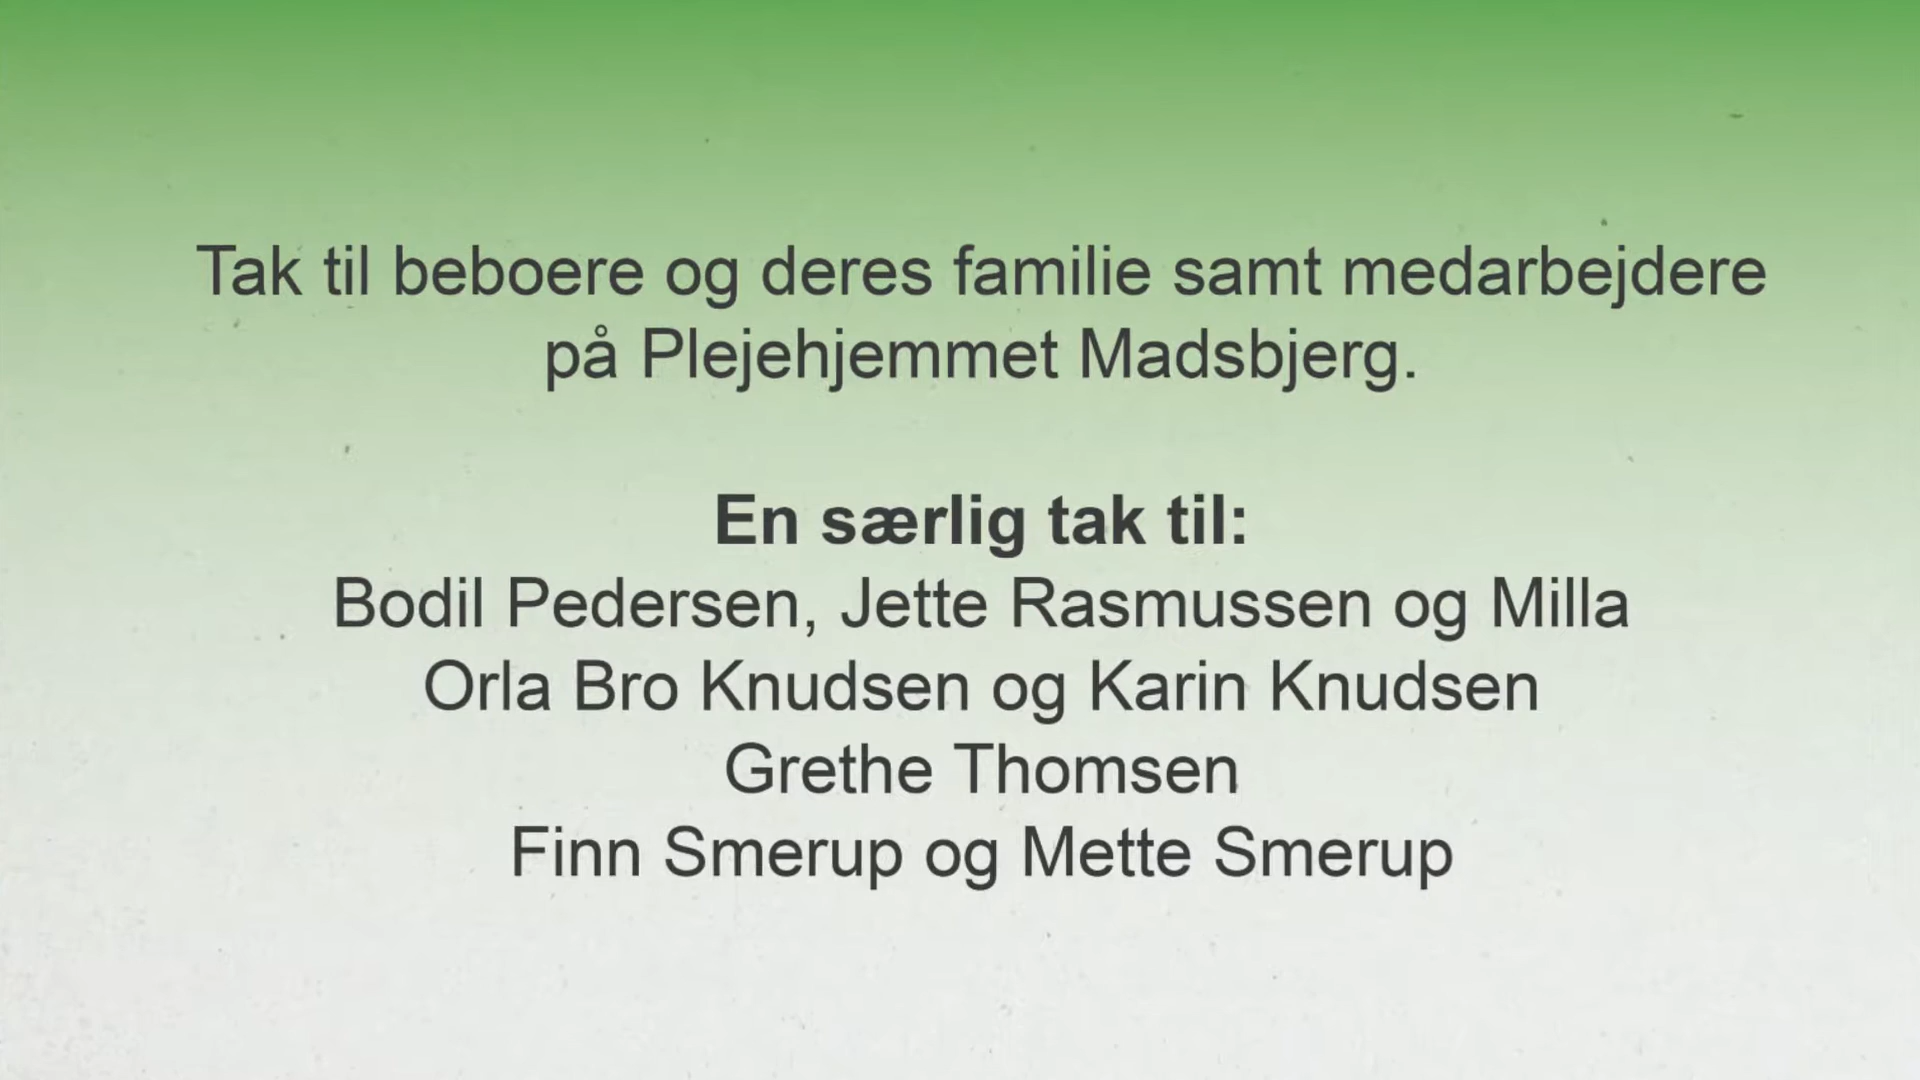 Tak til beboere og deres familie samt medarbejdere
på Plejehjemmet Madsbjerg.
En særlig tak til:
Bodil Pedersen, Jette Rasmussen og Milla
Orla Bro Knudsen og Karin Knudsen
Grethe Thomsen
Finn Smerup og Mette Smerup